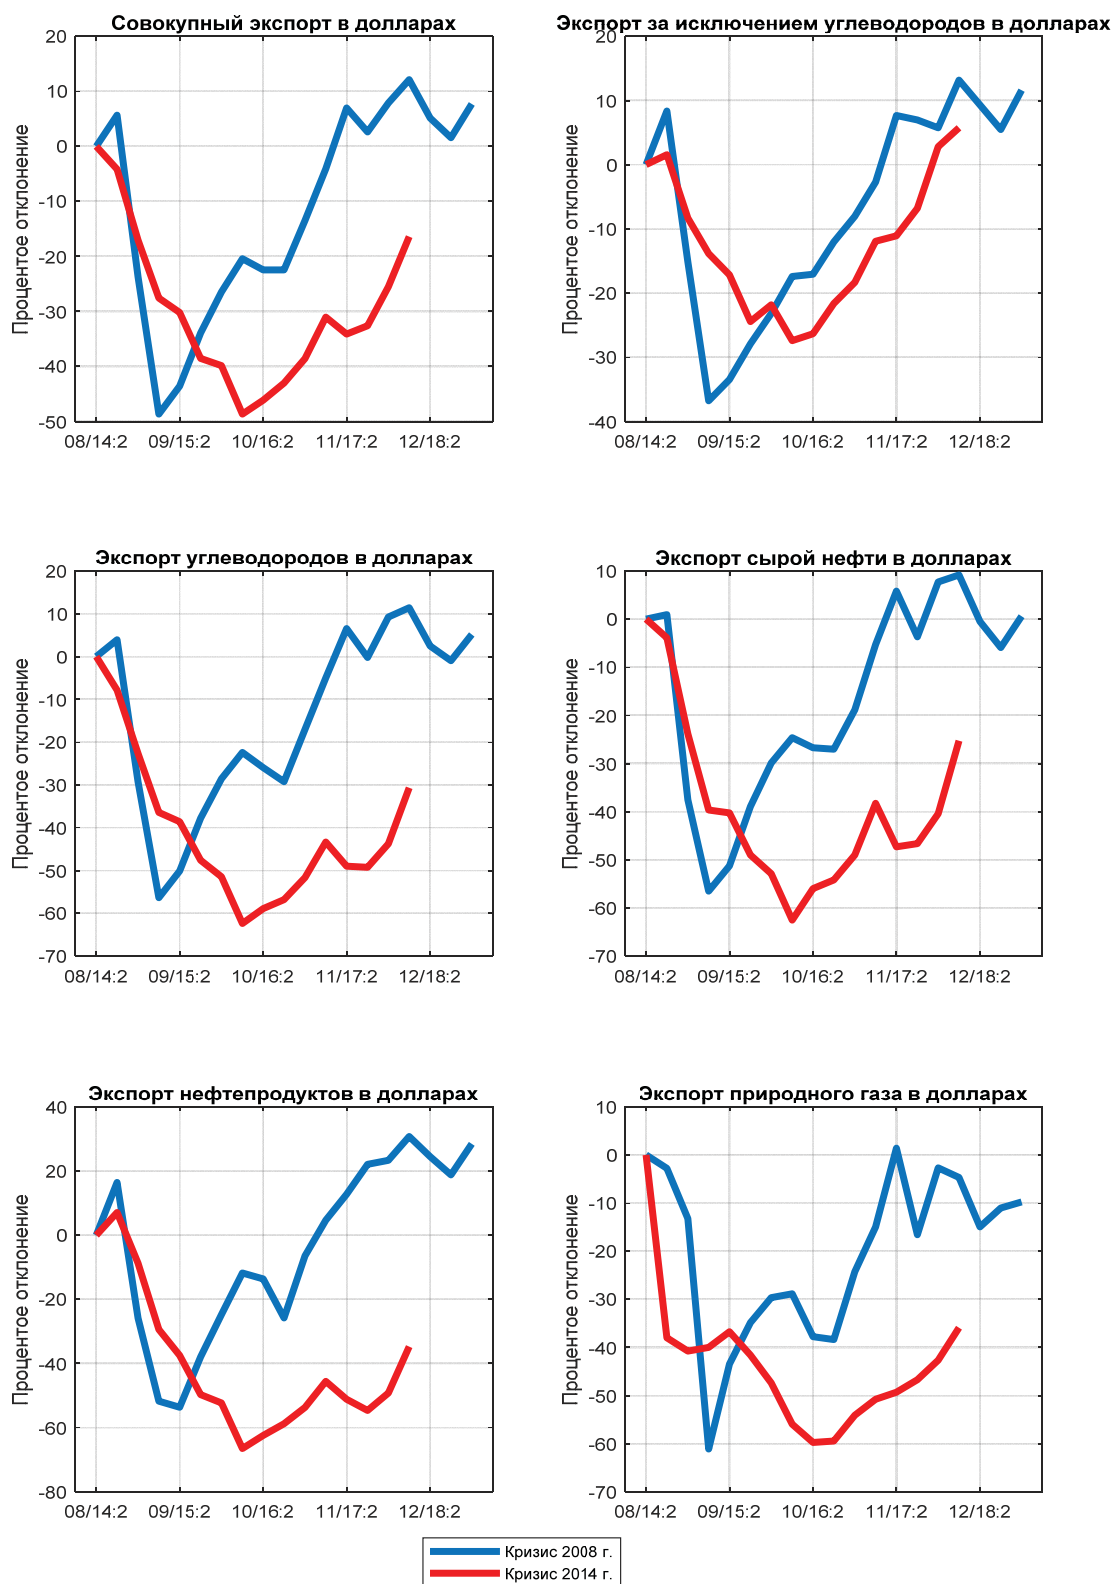 Совокупный экспорт в долларах
20
10
0
-10
-20
-30
-40
-50
Процентое отклонение
08/14:2 09/15:2 10/16:2 11/17:2 12/18:2
Экспорт за исключением углеводородов в долларах
20
10
0
-10
-20
-30
-40
Процентое отклонение
08/14:2 09/15:2 10/16:2 11/17:2 12/18:2
Экспорт углеводородов в долларах
20
10
0
-10
-20
-30
-40
-50
-60
-70
Процентое отклонение
08/14:2 09/15:2 10/16:2 11/17:2 12/18:2
Экспорт сырой нефти в долларах
10
0
-10
-20
-30
-40
-50
-60
-70
Процентое отклонение
08/14:2 09/15:2 10/16:2 11/17:2 12/18:2
Экспорт нефтепродуктов в долларах
40
20
0
-20
-40
-60
-80
Процентое отклонение
08/14:2 09/15:2 10/16:2 11/17:2 12/18:2
Экспорт природного газа в долларах
10
0
-10
-20
-30
-40
-50
-60
-70
Процентое отклонение
08/14:2 09/15:2 10/16:2 11/17:2 12/18:2
Кризис 2008 г.
Кризис 2014 г.